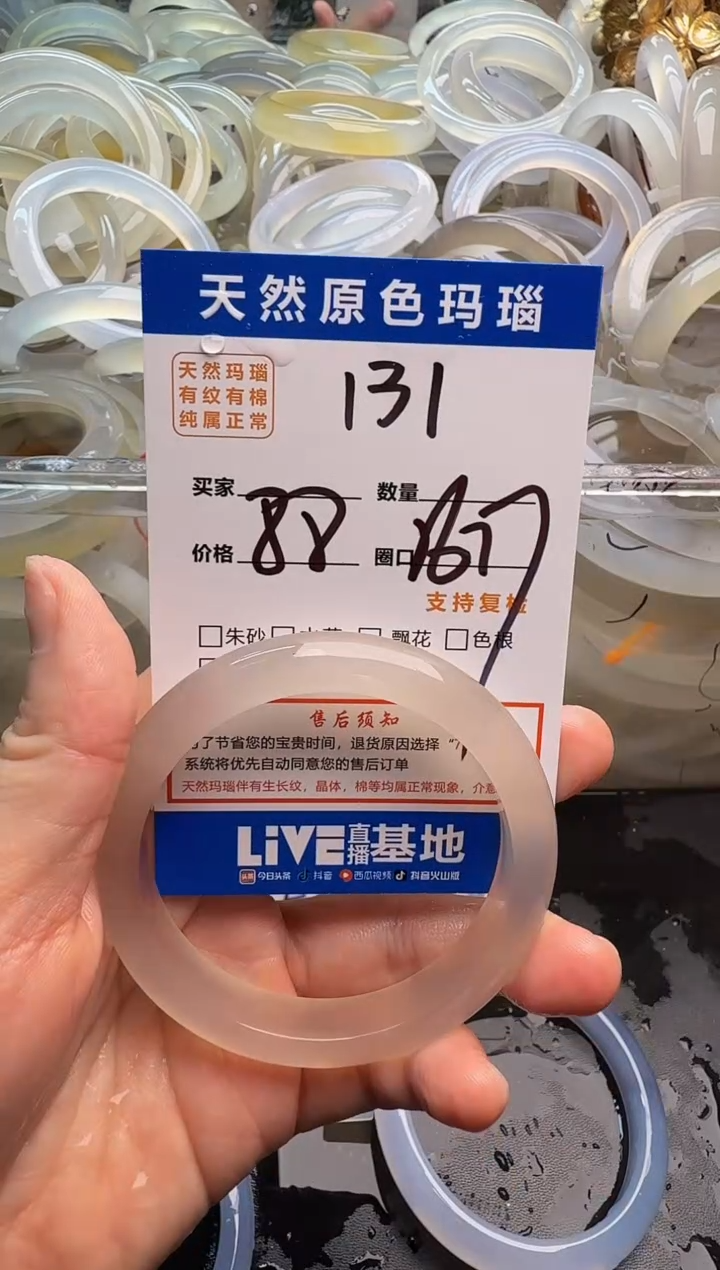 天然原色玛瑙
天然玛瑙
有纹有棉
纯属正常
131
买家
数量
价格 88
圈口
支持复检
朱砂 飘花 色根
售后须知
了节省您的宝贵时间，退货原因选择“7
系统将优先自动同意您的售后订单
天然玛瑙伴有生长纹，晶体，棉等均属正常现象，介意
LiVE直播基地
头条 今日头条 抖音 西瓜视频 抖音火山版